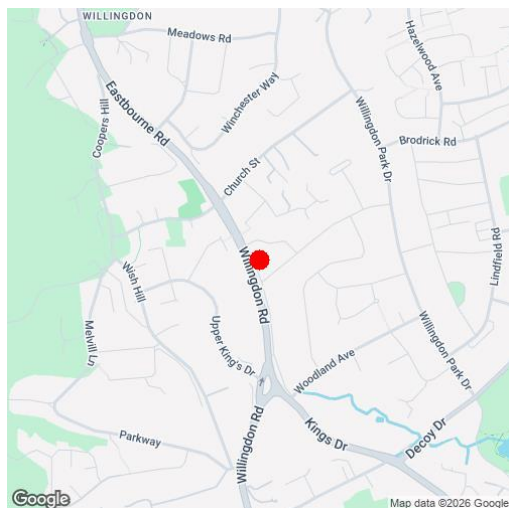 WILLINGDON
Meadows Rd
Hazelwood Ave
Eastbourne Rd
Coopers Hill
Winchester Way
Willingdon Park Dr
Brodrick Rd
Church St
Lindfield Rd
Willingdon Rd
Wish Hill
Melvill Ln
Upper King's Dr
Willingdon Park Dr
Woodland Ave
Willingdon Rd
Kings Dr
Decoy Dr
Parkway
Google
Map data ©2026 Google